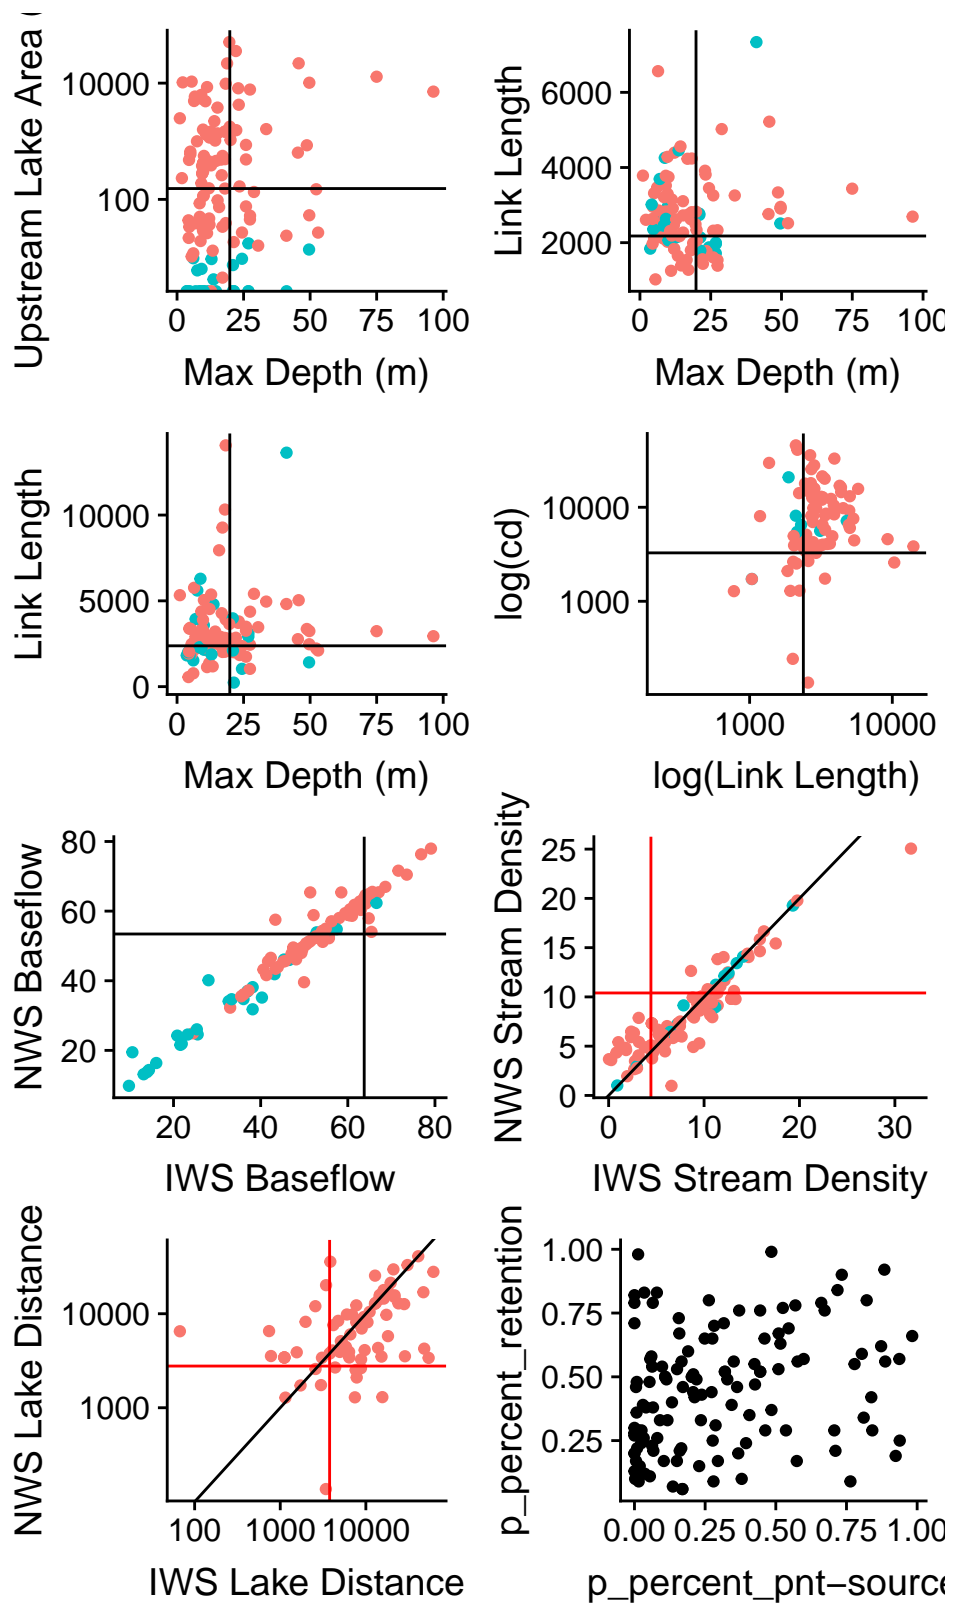 Upstream Lake Area (
10000
100
0 25 50 75 100
Max Depth (m)
Link Length
6000
4000
2000
0 25 50 75 100
Max Depth (m)
Link Length
10000
5000
0
0 25 50 75 100
Max Depth (m)
log(cd)
10000
1000
1000 10000
log(Link Length)
NWS Baseflow
80
60
40
20
20 40 60 80
IWS Baseflow
NWS Stream Density
25
20
15
10
5
0
0 10 20 30
IWS Stream Density
NWS Lake Distance
10000
1000
100 1000 10000
IWS Lake Distance
p_percent_retention
1.00
0.75
0.50
0.25
0.00 0.25 0.50 0.75 1.00
p_percent_pnt−source